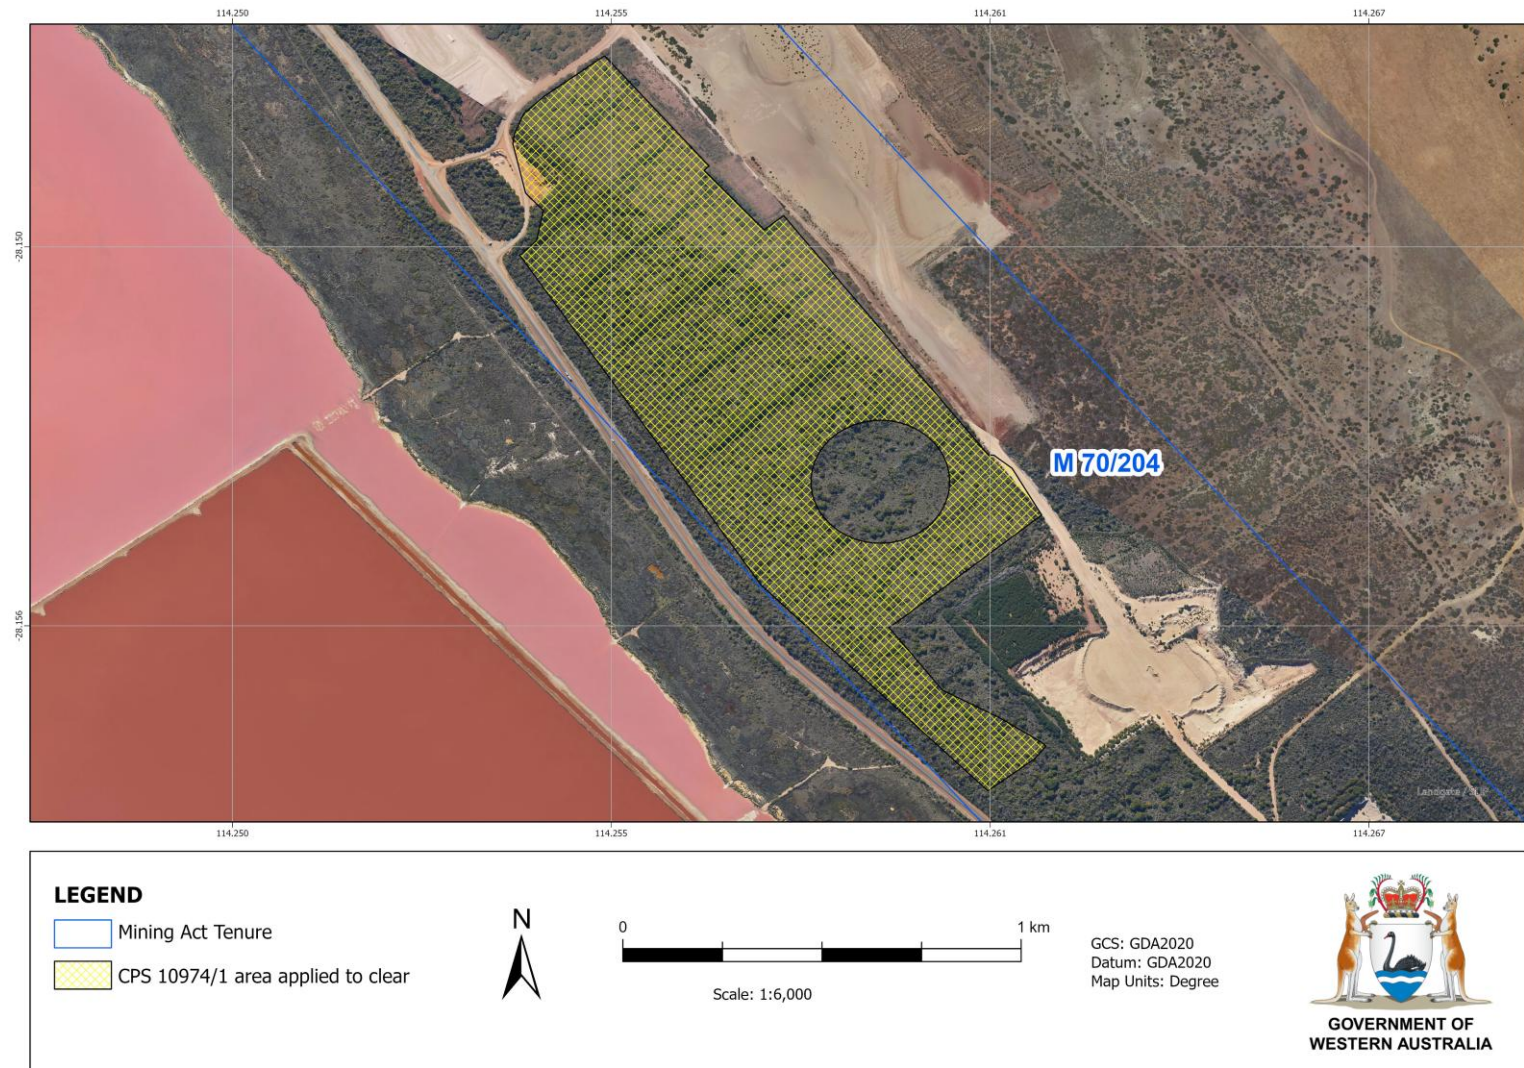 114.250 114.255 114.261 114.267
-28.150
M 70/204
-28.156
Landgate / SLIP
114.250 114.255 114.261 114.267
LEGEND
Mining Act Tenure
CPS 10974/1 area applied to clear
N
0 1 km
Scale: 1:6,000
GCS: GDA2020
Datum: GDA2020
Map Units: Degree
GOVERNMENT OF
WESTERN AUSTRALIA